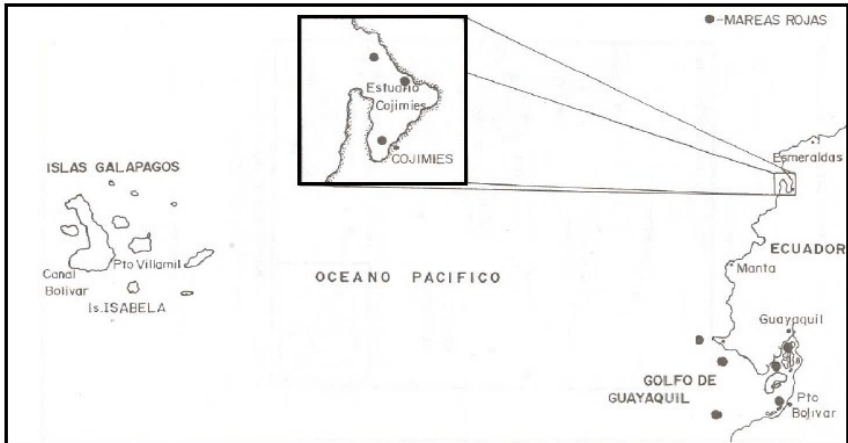 ●-MAREAS ROJAS
Estuario
Cojimies
COJIMIES
Esmeraldas
ISLAS GALAPAGOS
ECUADOR
Pto Villamil
Canal
Bolivar
Manta
OCEANO PACIFICO
Is.ISABELA
Guayaquil
GOLFO DE
GUAYAQUIL
Pto
Bolivar